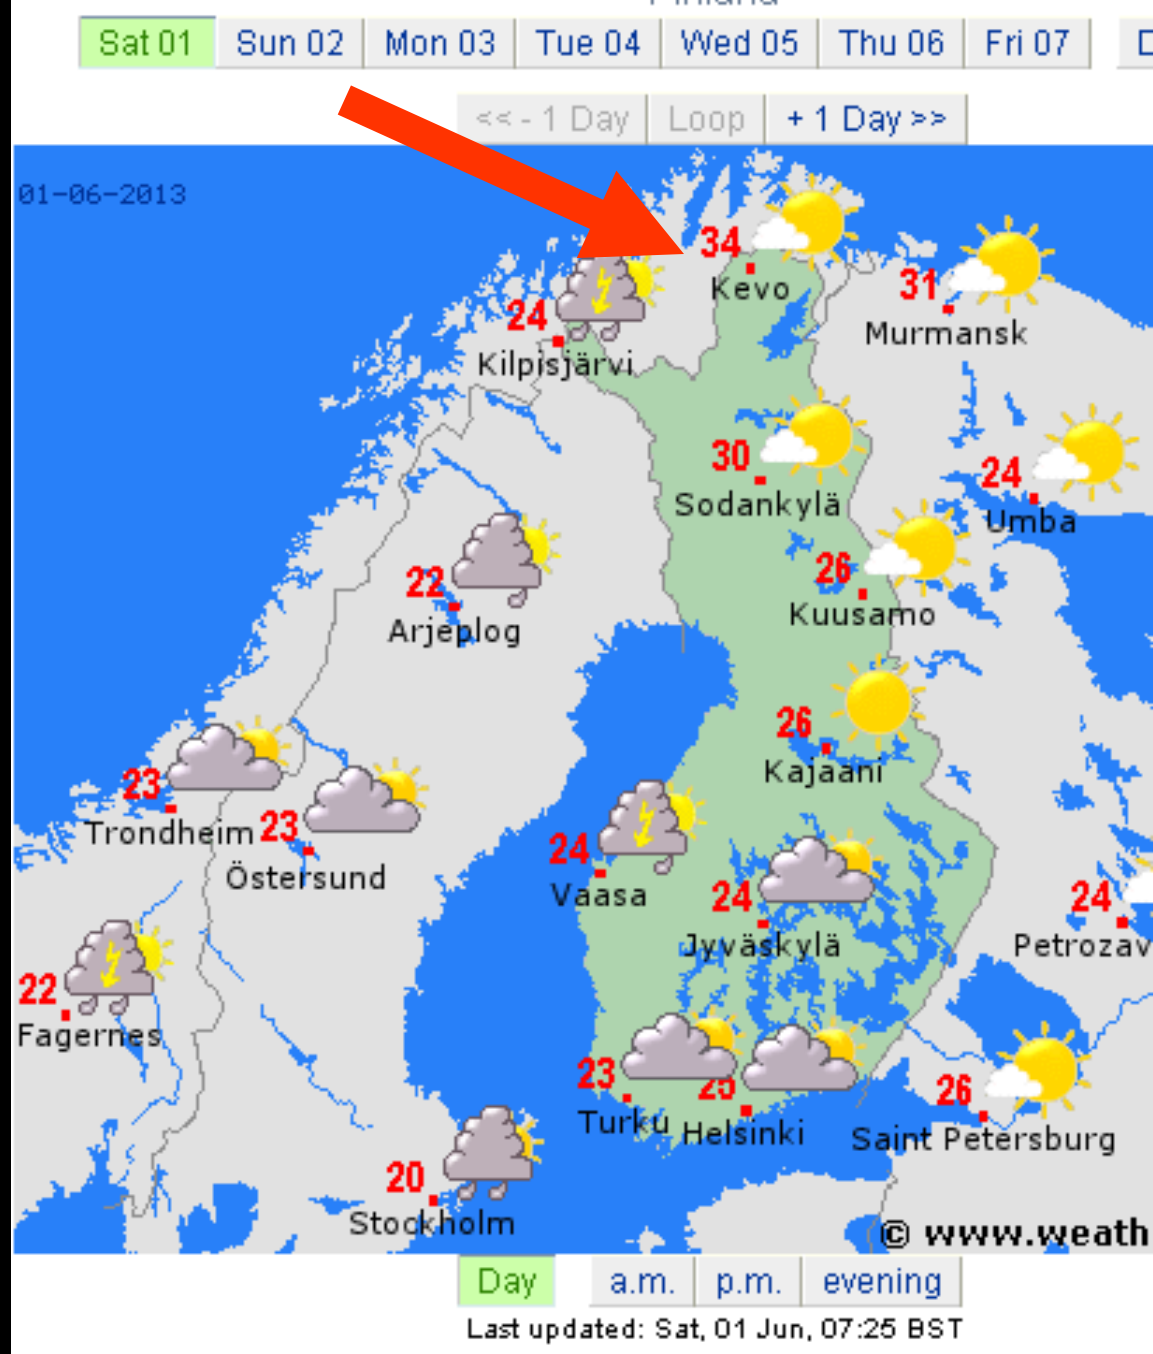 Finland
Sat 01 Sun 02 Mon 03 Tue 04 Wed 05 Thu 06 Fri 07
<< - 1 Day Loop + 1 Day >>
01-06-2013
34
Kevo
31
Murmansk
24
Kilpisjärvi
30
Sodankylä
24
Umba
26
Kuusamo
22
Arjeplog
26
Kajaani
23
Trondheim
23
Östersund
24
Vaasa
24
Jyväskylä
24
Petrozav
22
Fagernes
23
Turku
25
Helsinki
26
Saint Petersburg
20
Stockholm
© www.weath
Day a.m. p.m. evening
Last updated: Sat, 01 Jun, 07:25 BST